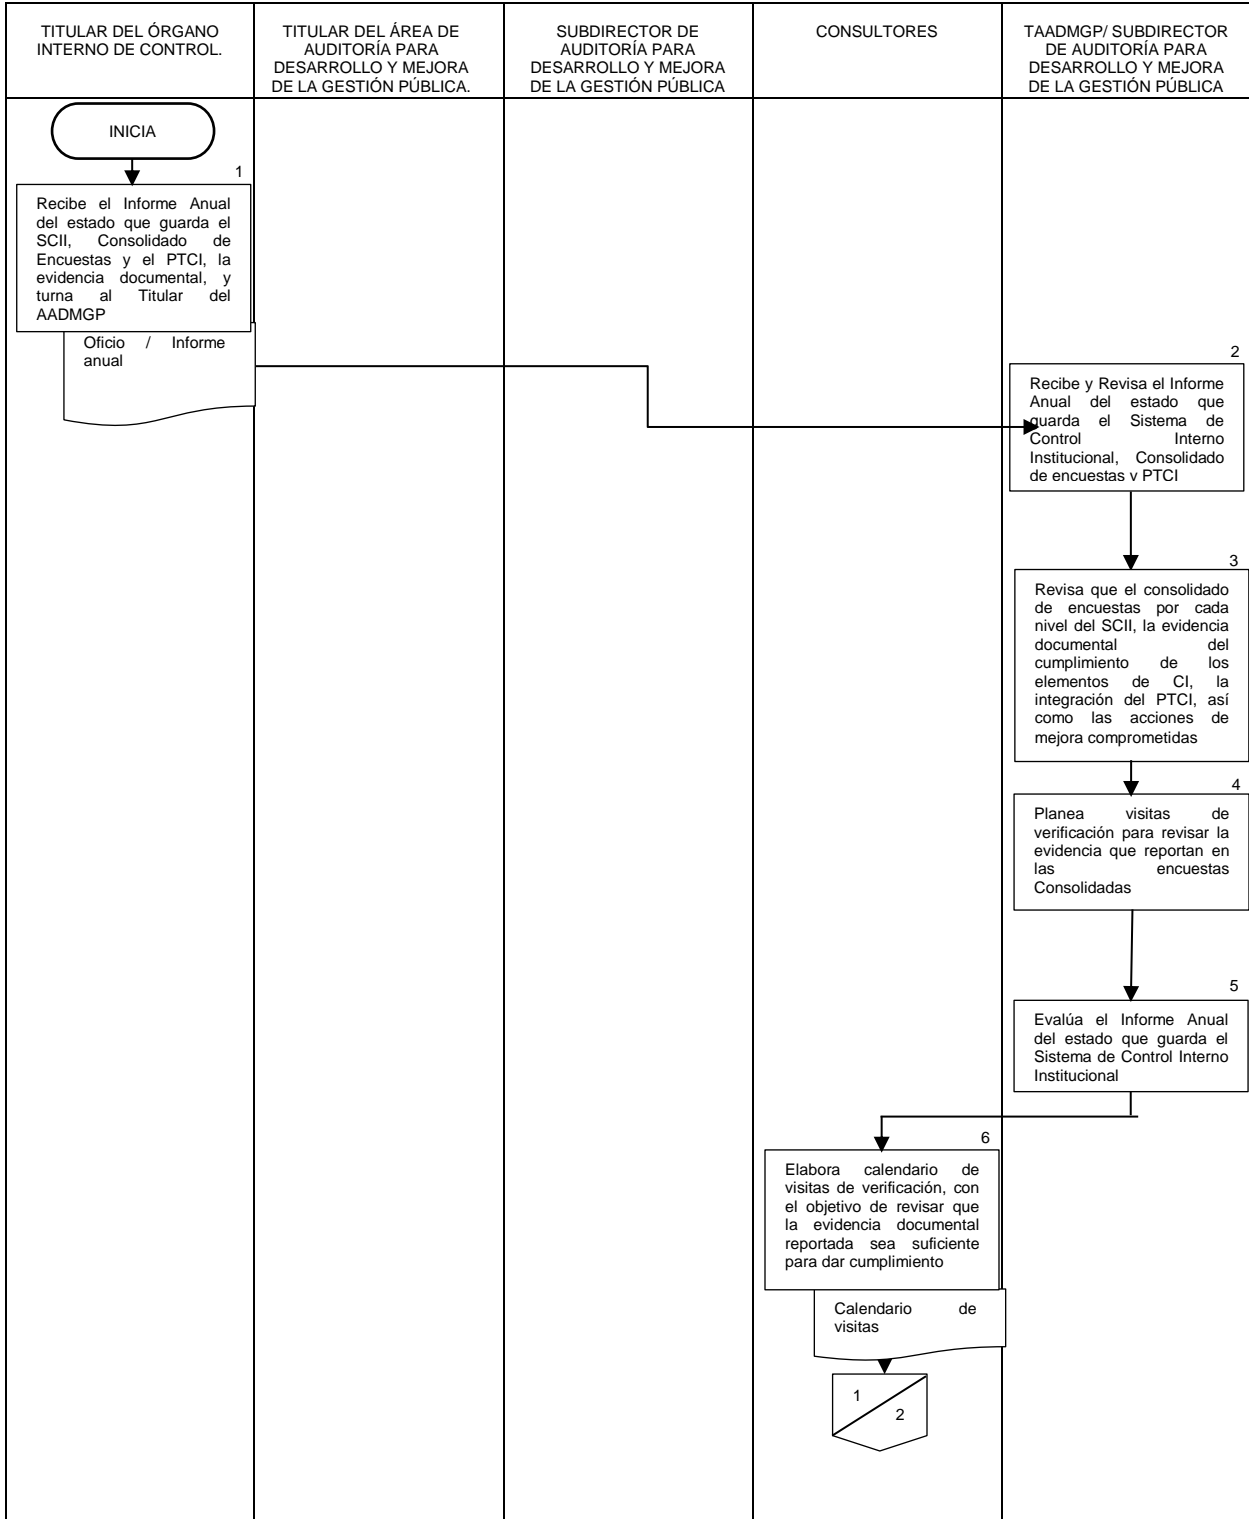 TITULAR DEL ÓRGANO
INTERNO DE CONTROL.
TITULAR DEL ÁREA DE
AUDITORÍA PARA
DESARROLLO Y MEJORA
DE LA GESTIÓN PÚBLICA.
SUBDIRECTOR DE
AUDITORÍA PARA
DESARROLLO Y MEJORA
DE LA GESTIÓN PÚBLICA
CONSULTORES
TAADMGP/ SUBDIRECTOR
DE AUDITORÍA PARA
DESARROLLO Y MEJORA
DE LA GESTIÓN PÚBLICA
INICIA
1
Recibe el Informe Anual
del estado que guarda el
SCII, Consolidado de
Encuestas y el PTCI, la
evidencia documental, y
turna al Titular del
AADMGP
Oficio / Informe
anual
2
Recibe y Revisa el Informe
Anual del estado que
guarda el Sistema de
Control Interno
Institucional, Consolidado
de encuestas y PTCI
3
Revisa que el consolidado
de encuestas por cada
nivel del SCII, la evidencia
documental del
cumplimiento de los
elementos de CI, la
integración del PTCI, así
como las acciones de
mejora comprometidas
4
Planea visitas de
verificación para revisar la
evidencia que reportan en
las encuestas
Consolidadas
5
Evalúa el Informe Anual
del estado que guarda el
Sistema de Control Interno
Institucional
6
Elabora calendario de
visitas de verificación, con
el objetivo de revisar que
la evidencia documental
reportada sea suficiente
para dar cumplimiento
Calendario de
visitas
1
2